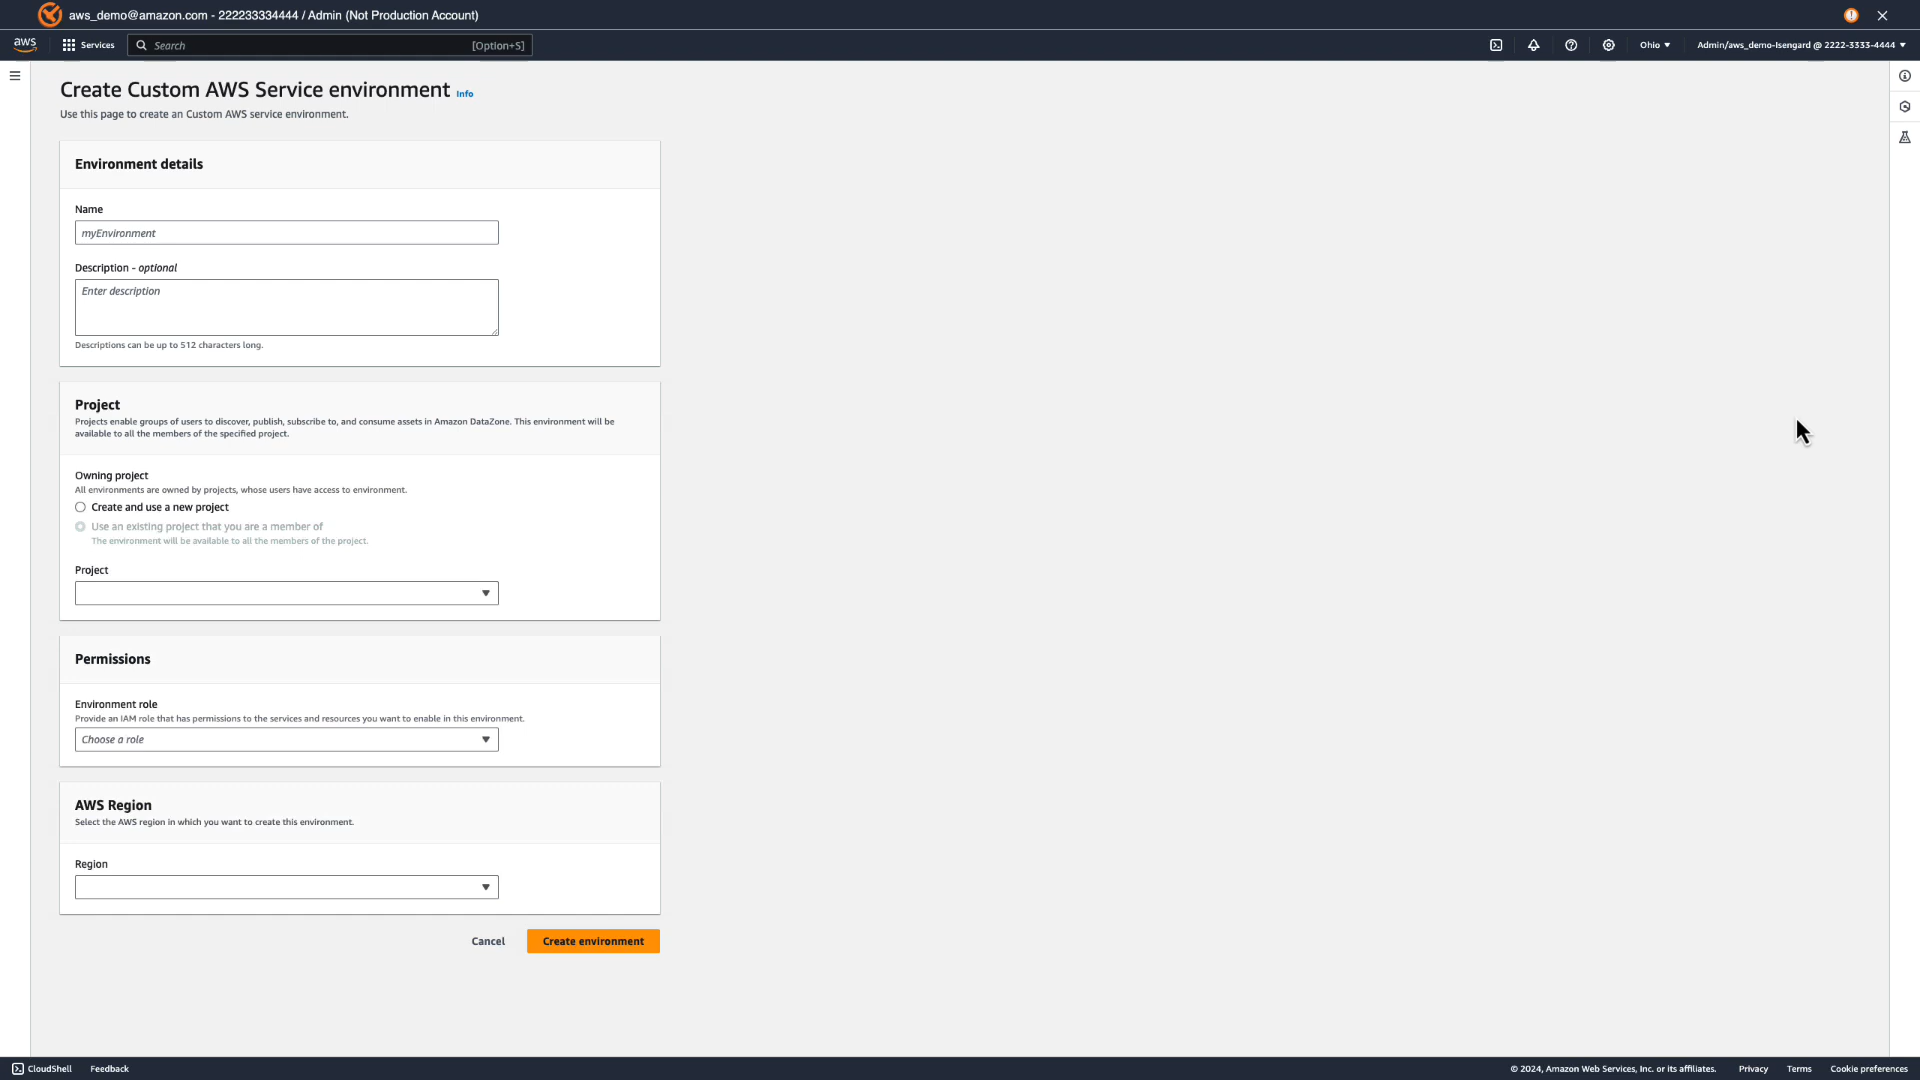 aws_demo@amazon.com - 222233334444 / Admin (Not Production Account)
aws Services Search [Option+S] Ohio Admin/aws_demo-Isengard @ 2222-3333-4444
Create Custom AWS Service environment Info
Use this page to create an Custom AWS service environment.
Environment details
Name
myEnvironment
Description - optional
Enter description
Descriptions can be up to 512 characters long.
Project
Projects enable groups of users to discover, publish, subscribe to, and consume assets in Amazon DataZone. This environment will be
available to all the members of the specified project.
Owning project
All environments are owned by projects, whose users have access to environment.
Create and use a new project
Use an existing project that you are a member of
The environment will be available to all the members of the project.
Project
Permissions
Environment role
Provide an IAM role that has permissions to the services and resources you want to enable in this environment.
Choose a role
AWS Region
Select the AWS region in which you want to create this environment.
Region
Cancel Create environment
CloudShell Feedback © 2024, Amazon Web Services, Inc. or its affiliates. Privacy Terms Cookie preferences